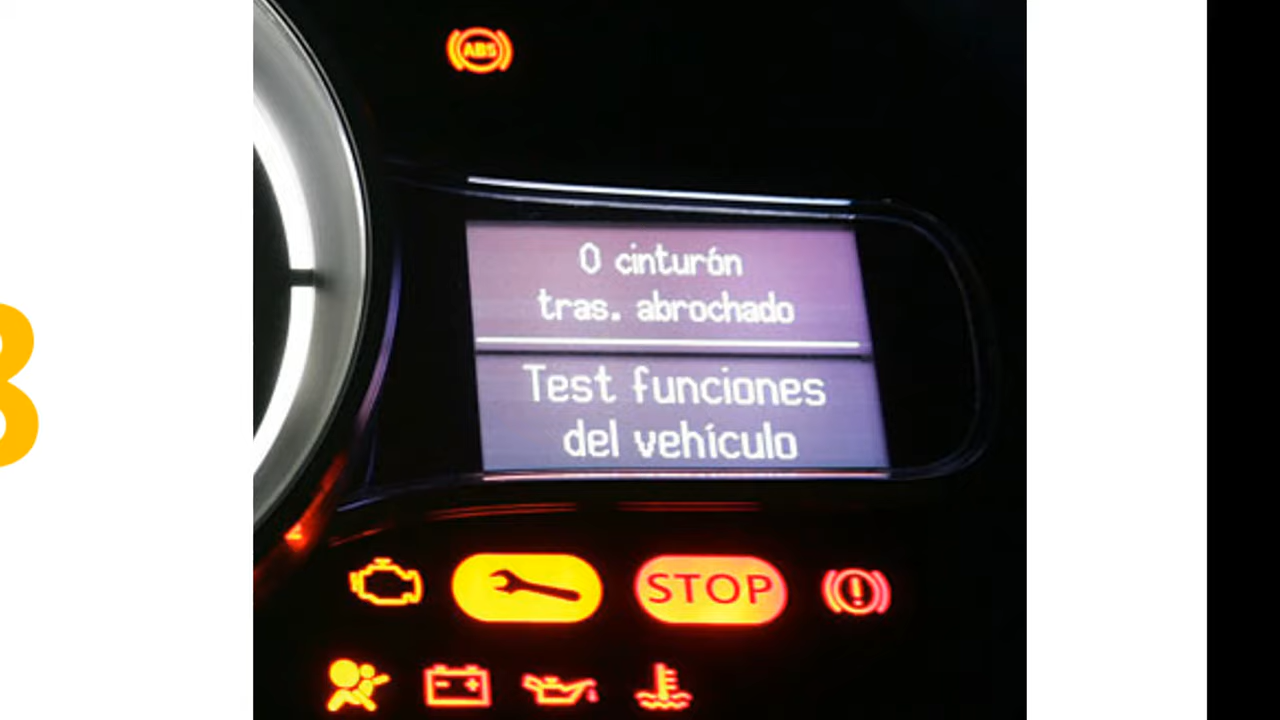 ABS
0 cinturón
tras. abrochado
Test funciones
del vehículo
STOP